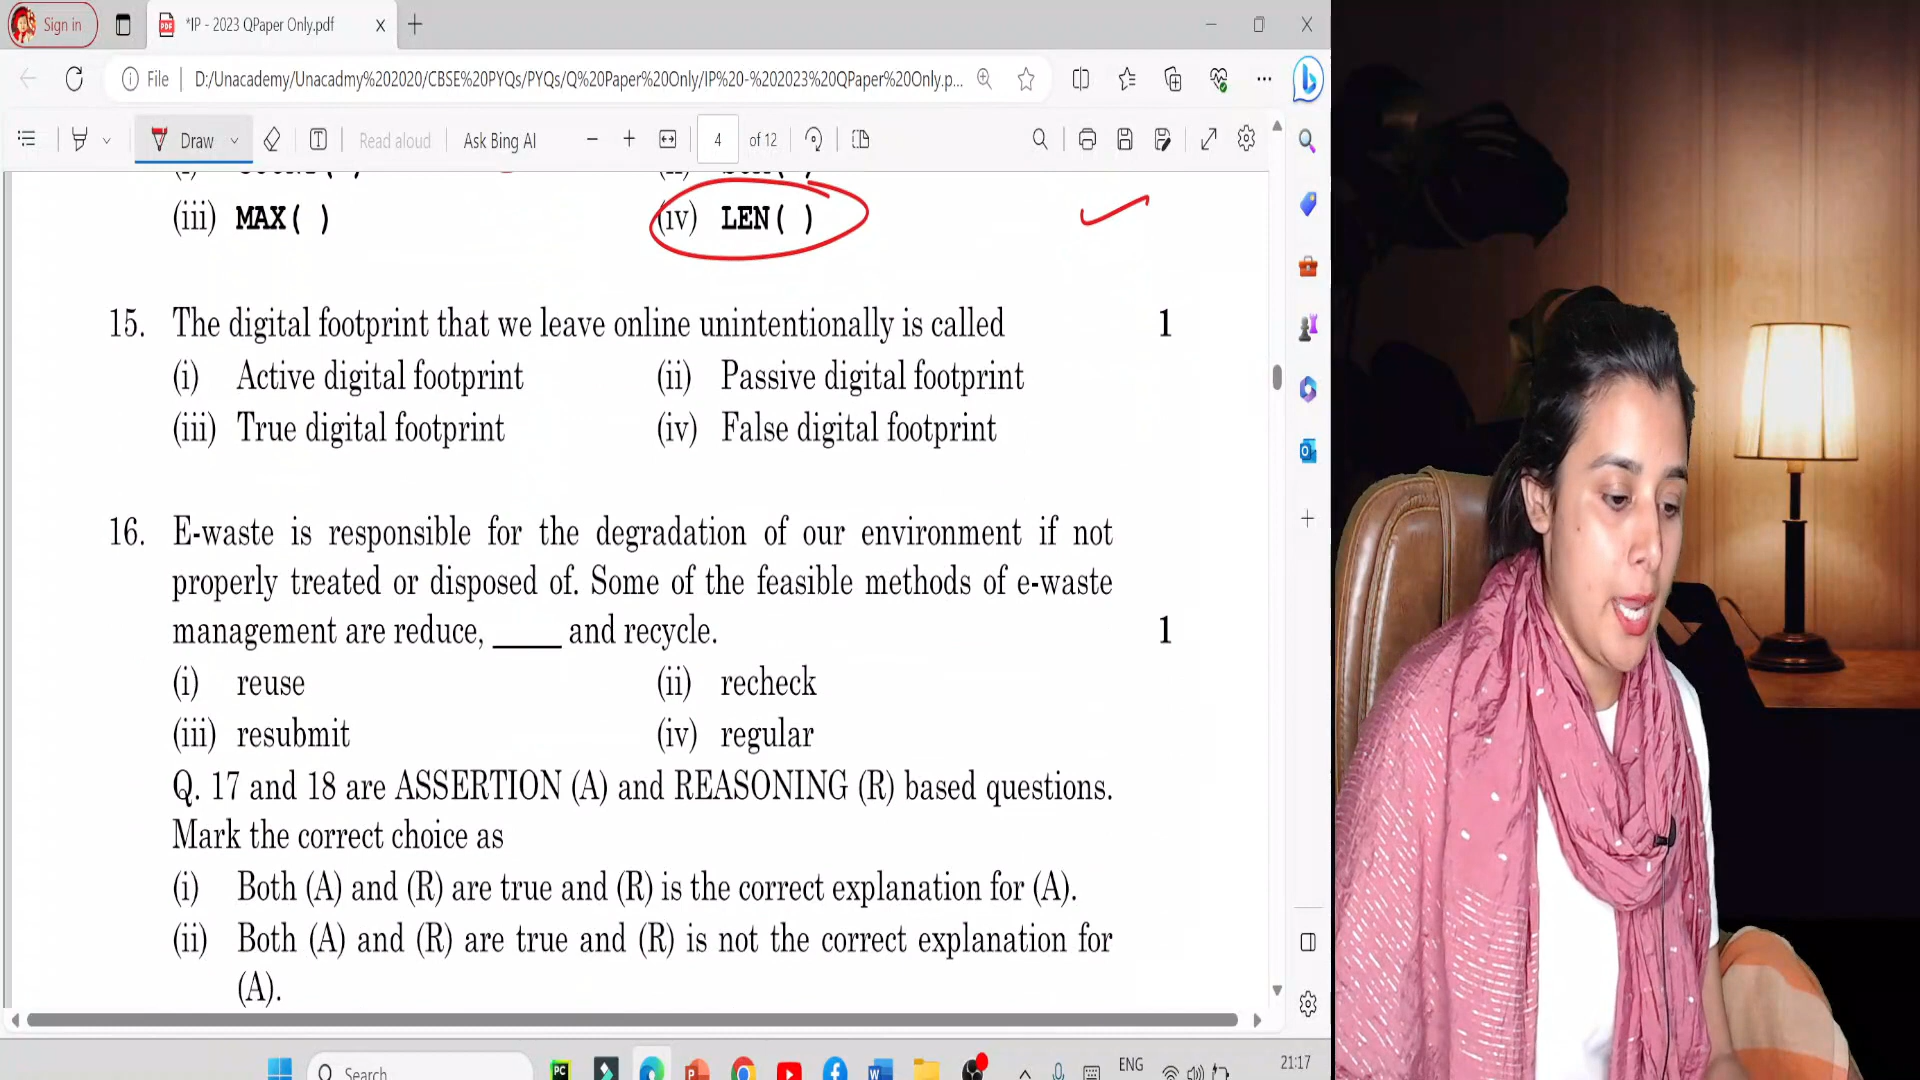 Sign in
*IP - 2023 QPaper Only.pdf
File
D:/Unacademy/Unacadmy%202020/CBSE%20PYQs/PYQs/Q%20Paper%20Only/IP%20-%202023%20QPaper%20Only.p...
Draw
Read aloud
Ask Bing AI
4 of 12
(iii) MAX( )
(iv) LEN( )
15. The digital footprint that we leave online unintentionally is called 1
(i) Active digital footprint (ii) Passive digital footprint
(iii) True digital footprint (iv) False digital footprint
16. E-waste is responsible for the degradation of our environment if not
properly treated or disposed of. Some of the feasible methods of e-waste
management are reduce, _____ and recycle. 1
(i) reuse (ii) recheck
(iii) resubmit (iv) regular
Q. 17 and 18 are ASSERTION (A) and REASONING (R) based questions.
Mark the correct choice as
(i) Both (A) and (R) are true and (R) is the correct explanation for (A).
(ii) Both (A) and (R) are true and (R) is not the correct explanation for
(A).
Search
ENG
21:17